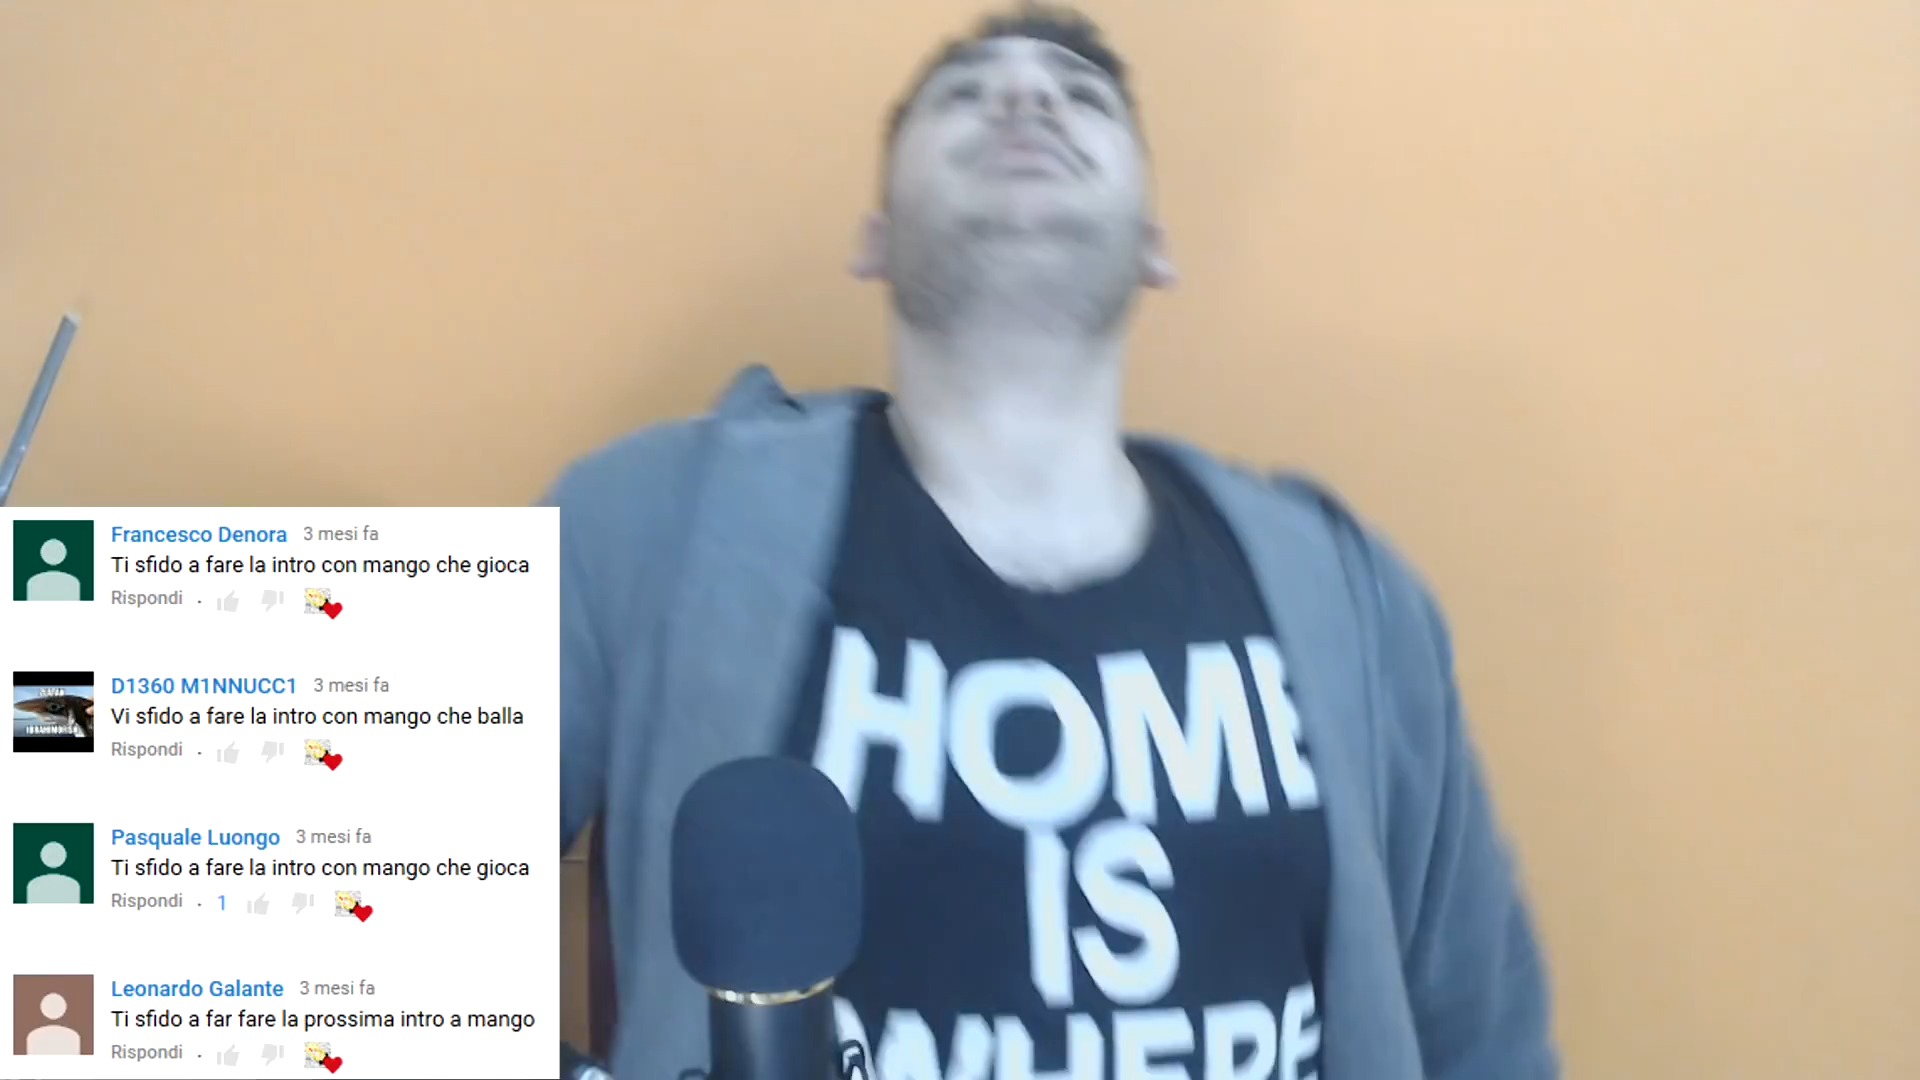 Francesco Denora 3 mesi fa
Ti sfido a fare la intro con mango che gioca
Rispondi .
D1360 M1NNUCC1 3 mesi fa
Vi sfido a fare la intro con mango che balla
Rispondi .
Pasquale Luongo 3 mesi fa
Ti sfido a fare la intro con mango che gioca
Rispondi . 1
Leonardo Galante 3 mesi fa
Ti sfido a far fare la prossima intro a mango
Rispondi .
HOME
IS
WHERE